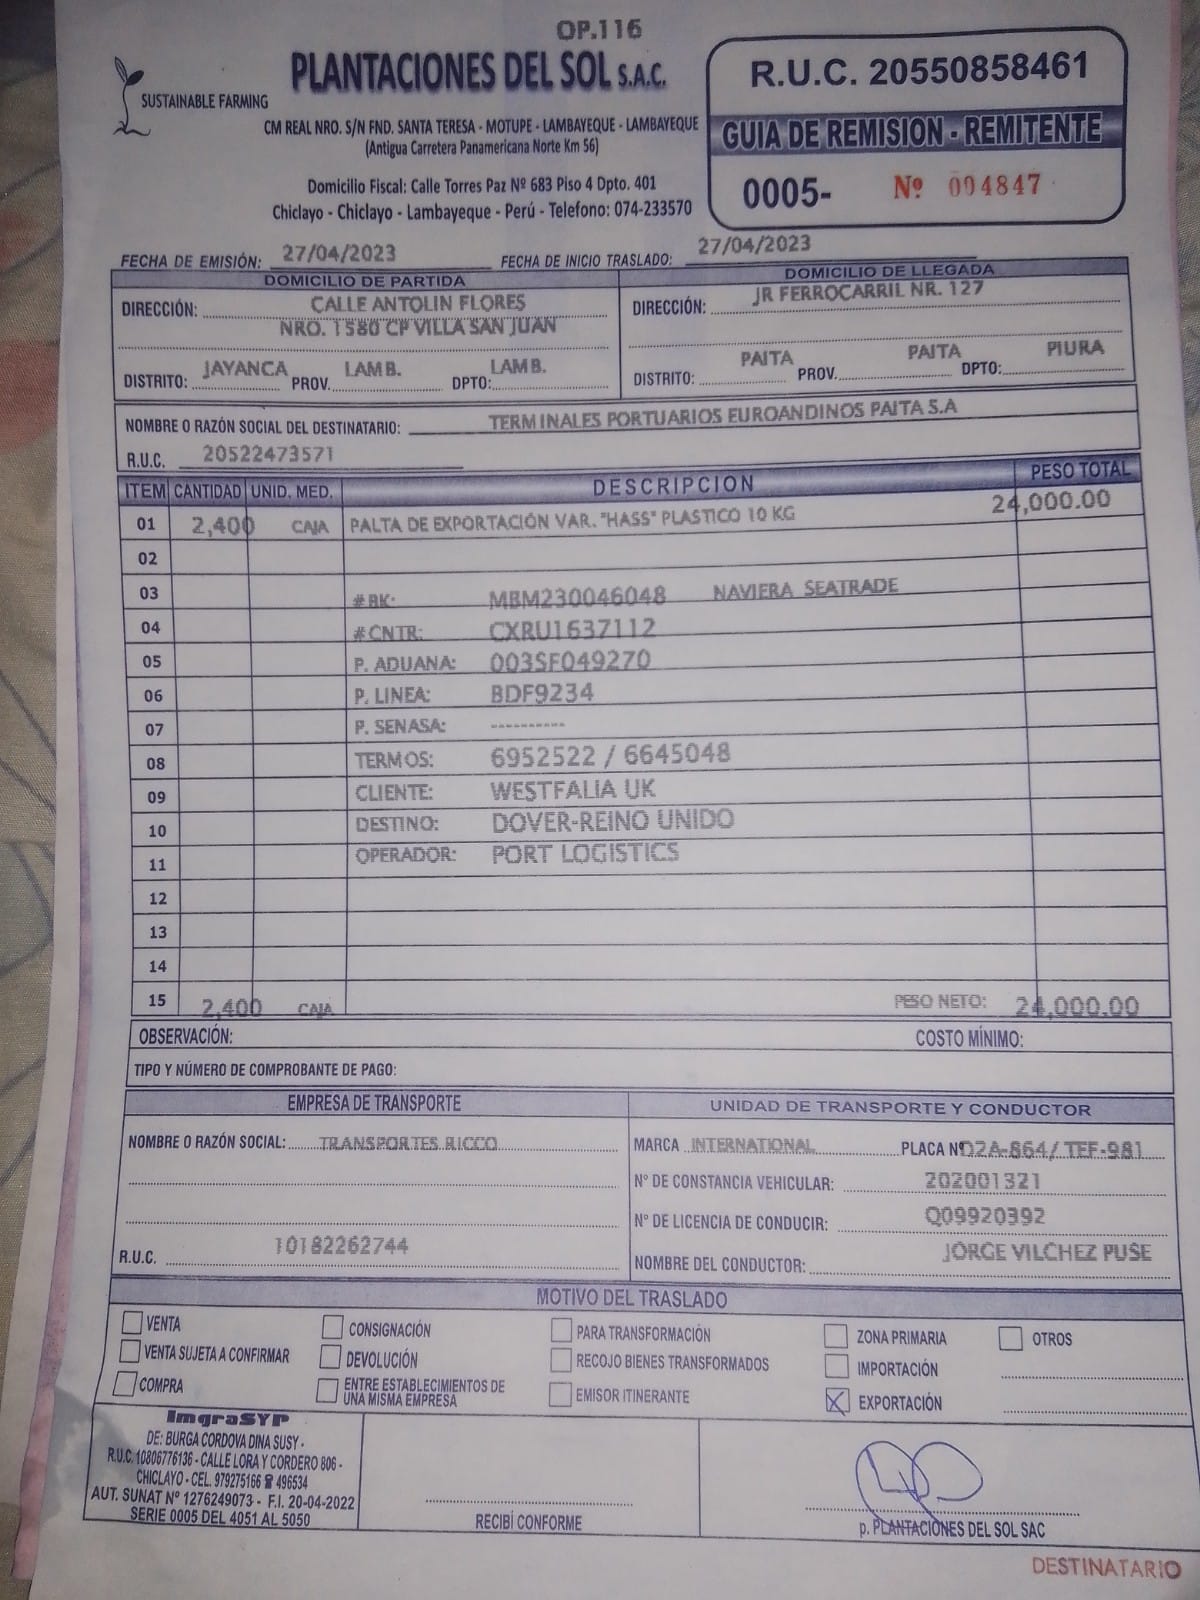 OP.116
PLANTACIONES DEL SOL S.A.C.
SUSTAINABLE FARMING
CM REAL NRO. S/N FND. SANTA TERESA - MOTUPE - LAMBAYEQUE - LAMBAYEQUE
(Antigua Carretera Panamericana Norte Km 56)
Domicilio Fiscal: Calle Torres Paz Nº 683 Piso 4 Dpto. 401
Chiclayo - Chiclayo - Lambayeque - Perú - Telefono: 074-233570
R.U.C. 20550858461
GUIA DE REMISION - REMITENTE
0005- Nº 004847
FECHA DE EMISIÓN: 27/04/2023 FECHA DE INICIO TRASLADO: 27/04/2023
DOMICILIO DE PARTIDA
DIRECCIÓN: CALLE ANTOLIN FLORES
NRO. 1580 CP VILLA SAN JUAN
DISTRITO: JAYANCA PROV. LAMB. DPTO: LAMB.
DOMICILIO DE LLEGADA
DIRECCIÓN: JR FERROCARRIL NR. 127
DISTRITO: PAITA PROV. PAITA DPTO: PIURA
NOMBRE O RAZÓN SOCIAL DEL DESTINATARIO: TERMINALES PORTUARIOS EUROANDINOS PAITA S.A
R.U.C. 20522473571
ITEM CANTIDAD UNID. MED. DESCRIPCION PESO TOTAL
01 2,400 CAJA PALTA DE EXPORTACIÓN VAR. "HASS" PLASTICO 10 KG 24,000.00
02
03 #BK: MBM230046048 NAVIERA SEATRADE
04 #CNTR: CXRU1637112
05 P. ADUANA: 003SF049270
06 P. LINEA: BDF9234
07 P. SENASA: ----------
08 TERMOS: 6952522 / 6645048
09 CLIENTE: WESTFALIA UK
10 DESTINO: DOVER-REINO UNIDO
11 OPERADOR: PORT LOGISTICS
12
13
14
15 2,400 CAJA PESO NETO: 24,000.00
OBSERVACIÓN: COSTO MÍNIMO:
TIPO Y NÚMERO DE COMPROBANTE DE PAGO:
EMPRESA DE TRANSPORTE
NOMBRE O RAZÓN SOCIAL: TRANSPORTES RICCO
R.U.C. 10182262744
UNIDAD DE TRANSPORTE Y CONDUCTOR
MARCA INTERNATIONAL PLACA Nº D2A-864/ TEF-981
Nº DE CONSTANCIA VEHICULAR: 202001321
Nº DE LICENCIA DE CONDUCIR: Q09920392
NOMBRE DEL CONDUCTOR: JORGE VILCHEZ PUSE
MOTIVO DEL TRASLADO
VENTA CONSIGNACIÓN PARA TRANSFORMACIÓN ZONA PRIMARIA OTROS
VENTA SUJETA A CONFIRMAR DEVOLUCIÓN RECOJO BIENES TRANSFORMADOS IMPORTACIÓN
COMPRA ENTRE ESTABLECIMIENTOS DE
UNA MISMA EMPRESA EMISOR ITINERANTE X EXPORTACIÓN
ImgraSYP
DE: BURGA CORDOVA DINA SUSY -
R.U.C. 10806776136 - CALLE LORA Y CORDERO 806 -
CHICLAYO - CEL. 979275166 ☎ 496534
AUT. SUNAT Nº 1276249073 - F.I. 20-04-2022
SERIE 0005 DEL 4051 AL 5050
RECIBÍ CONFORME
p. PLANTACIONES DEL SOL SAC
DESTINATARIO